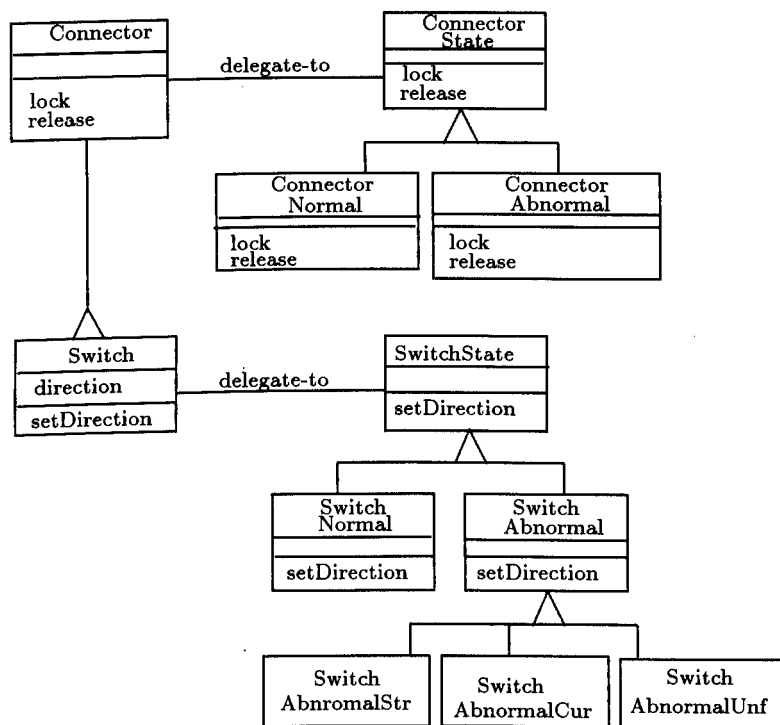 Connector
lock
release
delegate-to
Connector
State
lock
release
Connector
Normal
lock
release
Connector
Abnormal
lock
release
Switch
direction
setDirection
delegate-to
SwitchState
setDirection
Switch
Normal
setDirection
Switch
Abnormal
setDirection
Switch
AbnromalStr
Switch
AbnormalCur
Switch
AbnormalUnf